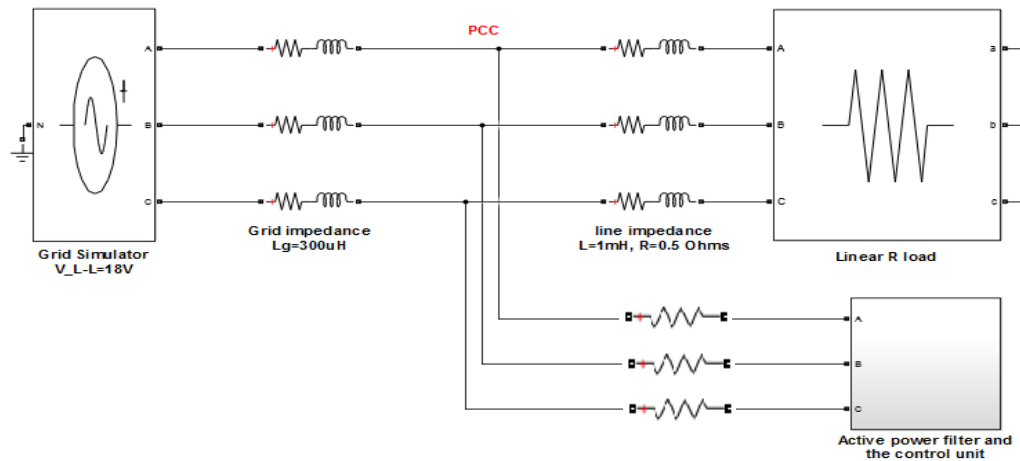 PCC
A
B
C
N
A
B
C
a
b
c
Grid Simulator
V_L-L=18V
Grid impedance
Lg=300uH
line impedance
L=1mH, R=0.5 Ohms
Linear R load
A
B
C
Active power filter and
the control unit